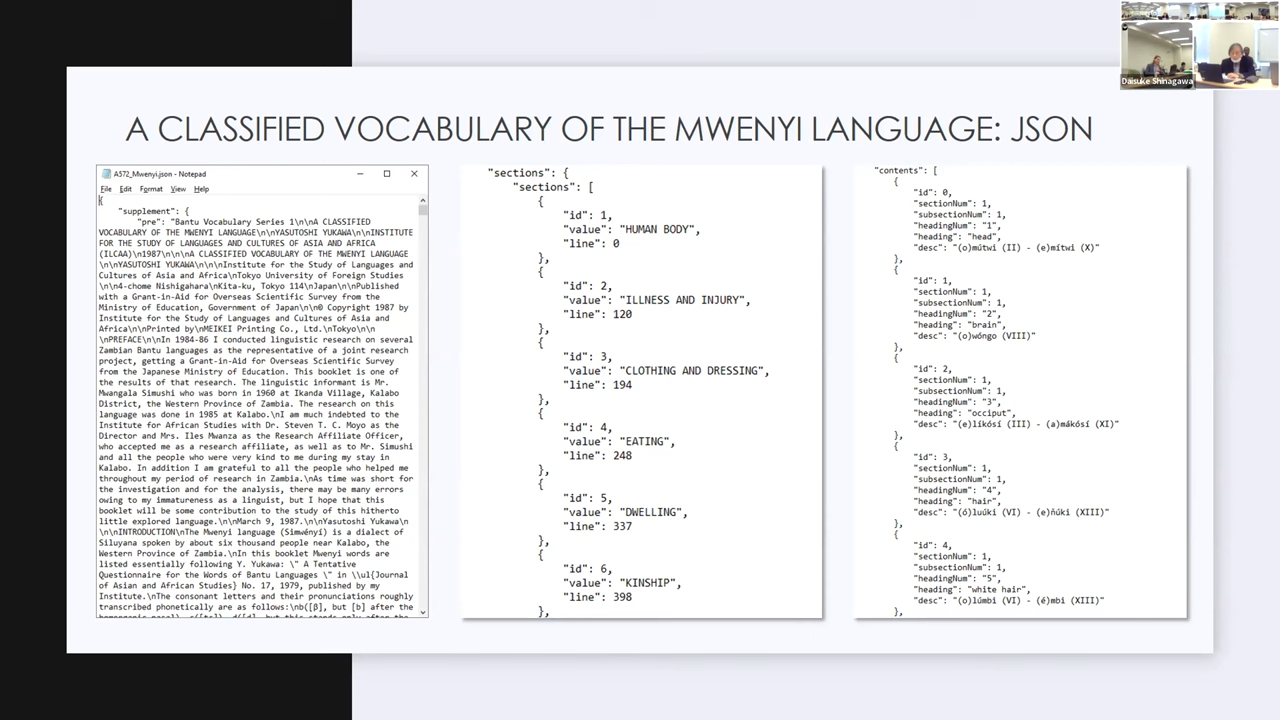 Daisuke Shinagawa
A CLASSIFIED VOCABULARY OF THE MWENYI LANGUAGE: JSON
A572_Mwenyi.json - Notepad
File Edit Format View Help
{
"supplement": {
"pre": "Bantu Vocabulary Series 1\n\nA CLASSIFIED
VOCABULARY OF THE MWENYI LANGUAGE\n\nYASUTOSHI YUKAWA\n\nINSTITUTE
FOR THE STUDY OF LANGUAGES AND CULTURES OF ASIA AND AFRICA
(ILCAA)\n1987\n\n\nA CLASSIFIED VOCABULARY OF THE MWENYI LANGUAGE
\n\nYASUTOSHI YUKAWA\n\n\nInstitute for the Study of Languages and
Cultures of Asia and Africa\nTokyo University of Foreign Studies
\n\n4-chome Nishigahara\nKita-ku, Tokyo 114\nJapan\n\nPublished
with a Grant-in-Aid for Overseas Scientific Survey from the
Ministry of Education, Government of Japan\n\n© Copyright 1987 by
Institute for the Study of Languages and Cultures of Asia and
Africa\n\nPrinted by\nMEIKEI Printing Co., Ltd.\nTokyo\n\n
\nPREFACE\n\nIn 1984-86 I conducted linguistic research on several
Zambian Bantu languages as the representative of a joint research
project, getting a Grant-in-Aid for Overseas Scientific Survey
from the Japanese Ministry of Education. This booklet is one of
the results of that research. The linguistic informant is Mr.
Mwangala Simushi who was born in 1960 at Ikanda Village, Kalabo
District, the Western Province of Zambia. The research on this
language was done in 1985 at Kalabo.\nI am much indebted to the
Institute for African Studies with Dr. Steven T. C. Moyo as the
Director and Mrs. Iles Mwanza as the Research Affiliate Officer,
who accepted me as a research affiliate, as well as to Mr. Simushi
and all the people who were very kind to me during my stay in
Kalabo. In addition I am grateful to all the people who helped me
throughout my period of research in Zambia.\nAs time was short for
the investigation and for the analysis, there may be many errors
owing to my immatureness as a linguist, but I hope that this
booklet will be some contribution to the study of this hitherto
little explored language.\n\nMarch 9, 1987.\n\nYasutoshi Yukawa\n
\n\nINTRODUCTION\nThe Mwenyi language (Simwényí) is a dialect of
Siluyana spoken by about six thousand people near Kalabo, the
Western Province of Zambia.\nIn this booklet Mwenyi words are
listed essentially following Y. Yukawa: \" A Tentative
Questionnaire for the Words of Bantu Languages \" in \\ul{Journal
of Asian and African Studies} No. 17, 1979, published by my
Institute.\nThe consonant letters and their pronunciations roughly
transcribed phonetically are as follows:\nb([β], but [b] after the
"sections": {
"sections": [
{
"id": 1,
"value": "HUMAN BODY",
"line": 0
},
{
"id": 2,
"value": "ILLNESS AND INJURY",
"line": 120
},
{
"id": 3,
"value": "CLOTHING AND DRESSING",
"line": 194
},
{
"id": 4,
"value": "EATING",
"line": 248
},
{
"id": 5,
"value": "DWELLING",
"line": 337
},
{
"id": 6,
"value": "KINSHIP",
"line": 398
},
"contents": [
{
"id": 0,
"sectionNum": 1,
"subsectionNum": 1,
"headingNum": "1",
"heading": "head",
"desc": "(o)mútwi (II) - (e)mítwi (X)"
},
{
"id": 1,
"sectionNum": 1,
"subsectionNum": 1,
"headingNum": "2",
"heading": "brain",
"desc": "(o)wóngo (VIII)"
},
{
"id": 2,
"sectionNum": 1,
"subsectionNum": 1,
"headingNum": "3",
"heading": "occiput",
"desc": "(e)líkósí (III) - (a)mákósí (XI)"
},
{
"id": 3,
"sectionNum": 1,
"subsectionNum": 1,
"headingNum": "4",
"heading": "hair",
"desc": "(ó)luúki (VI) - (e)ñúki (XIII)"
},
{
"id": 4,
"sectionNum": 1,
"subsectionNum": 1,
"headingNum": "5",
"heading": "white hair",
"desc": "(o)lúmbi (VI) - (é)mbi (XIII)"
},